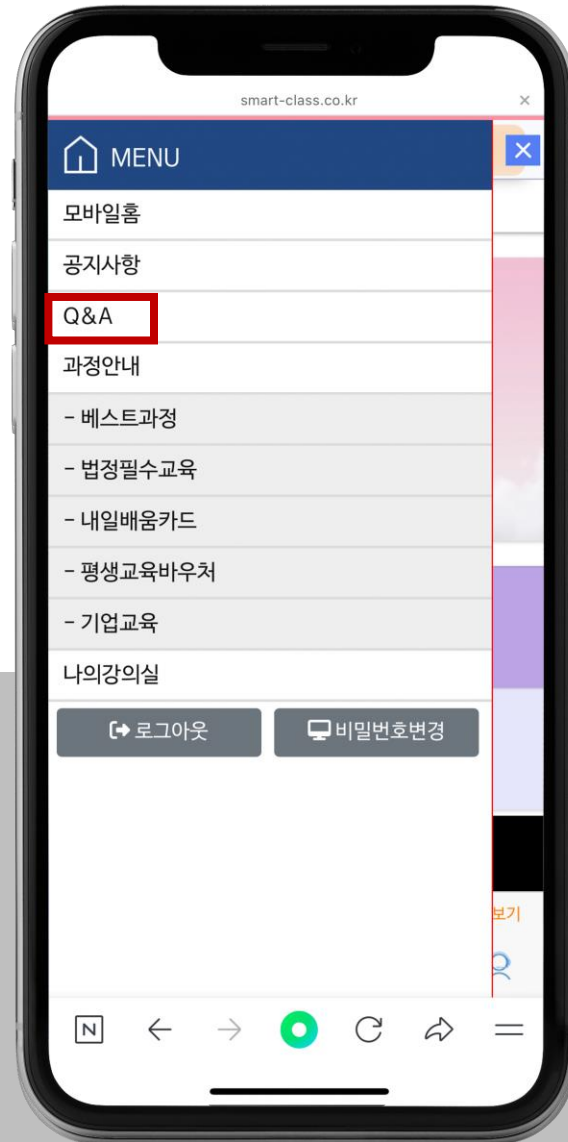 smart-class.co.kr
MENU
모바일홈
공지사항
Q&A
과정안내
- 베스트과정
- 법정필수교육
- 내일배움카드
- 평생교육바우처
- 기업교육
나의강의실
로그아웃 비밀번호변경
보기
N